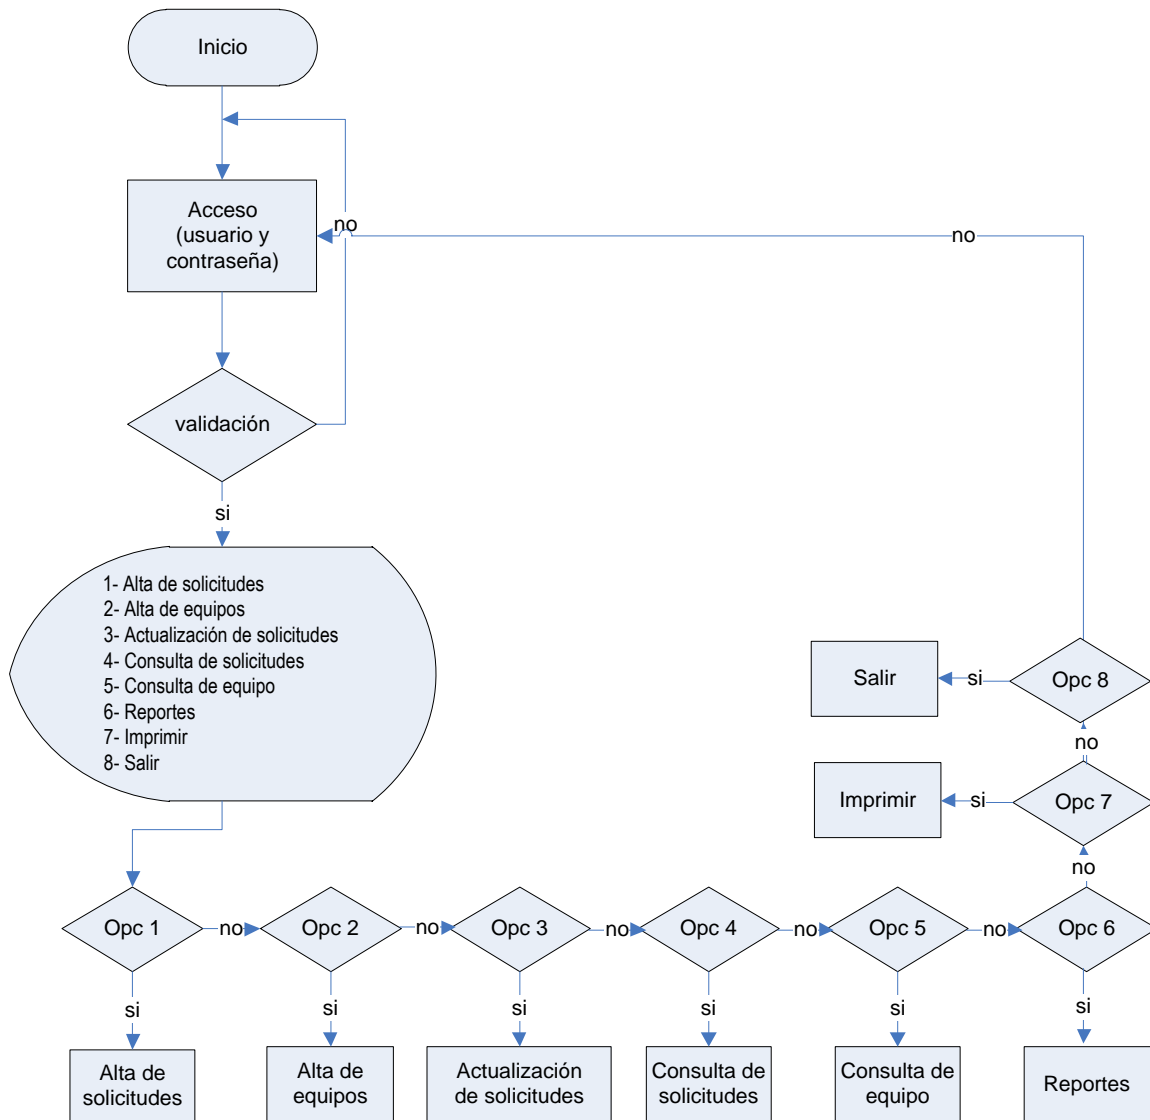 Inicio
Acceso
(usuario y
contraseña)
no
no
validación
si
1- Alta de solicitudes
2- Alta de equipos
3- Actualización de solicitudes
4- Consulta de solicitudes
5- Consulta de equipo
6- Reportes
7- Imprimir
8- Salir
Salir
si
Opc 8
no
Imprimir
si
Opc 7
no
Opc 1
no
Opc 2
no
Opc 3
no
Opc 4
no
Opc 5
no
Opc 6
si
si
si
si
si
si
Alta de
solicitudes
Alta de
equipos
Actualización
de solicitudes
Consulta de
solicitudes
Consulta de
equipo
Reportes